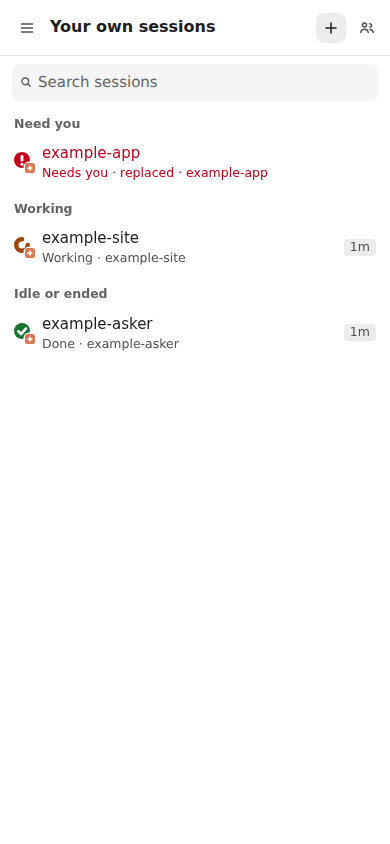 Your own sessions
Search sessions
Need you
example-app
Needs you · replaced · example-app
Working
example-site
Working · example-site
1m
Idle or ended
example-asker
Done · example-asker
1m